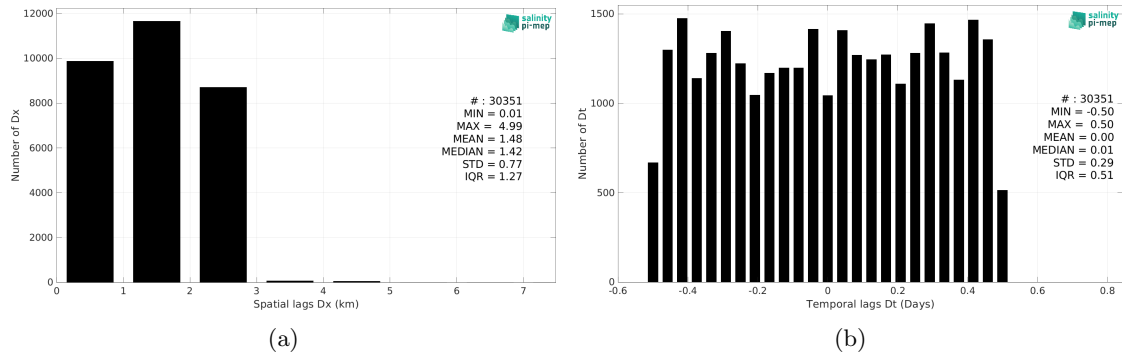 12000
10000
8000
6000
4000
2000
0
Number of Dx
salinity
pi-mep
# : 30351
MIN = 0.01
MAX = 4.99
MEAN = 1.48
MEDIAN = 1.42
STD = 0.77
IQR = 1.27
0 1 2 3 4 5 6 7
Spatial lags Dx (km)
(a)
1500
1000
500
0
Number of Dt
salinity
pi-mep
# : 30351
MIN = -0.50
MAX = 0.50
MEAN = 0.00
MEDIAN = 0.01
STD = 0.29
IQR = 0.51
-0.6 -0.4 -0.2 0 0.2 0.4 0.6 0.8
Temporal lags Dt (Days)
(b)